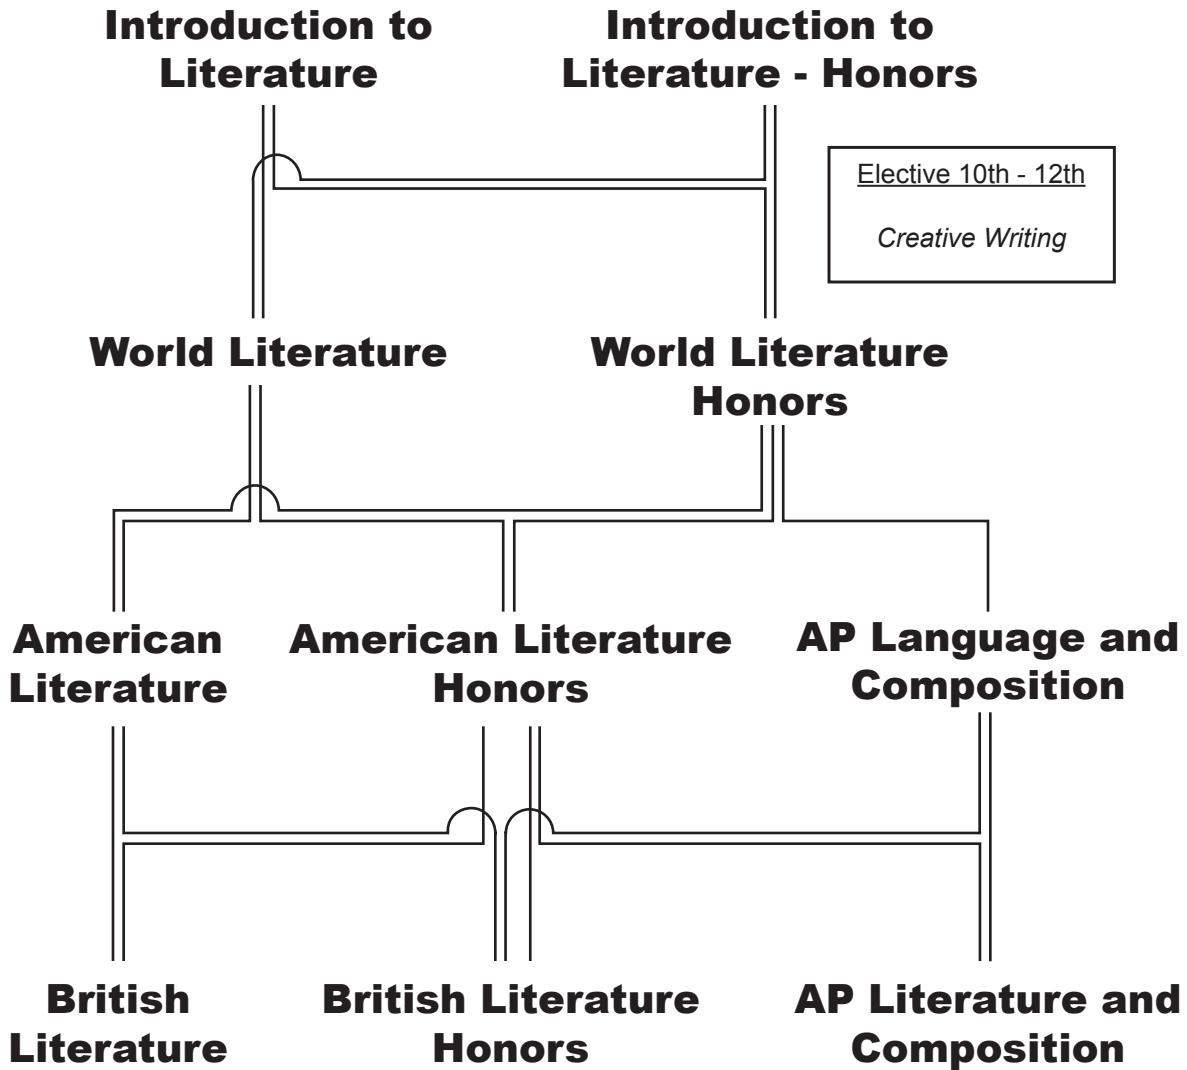 Introduction to
Literature
Introduction to
Literature - Honors
Elective 10th - 12th
Creative Writing
World Literature
World Literature
Honors
American
Literature
American Literature
Honors
AP Language and
Composition
British
Literature
British Literature
Honors
AP Literature and
Composition